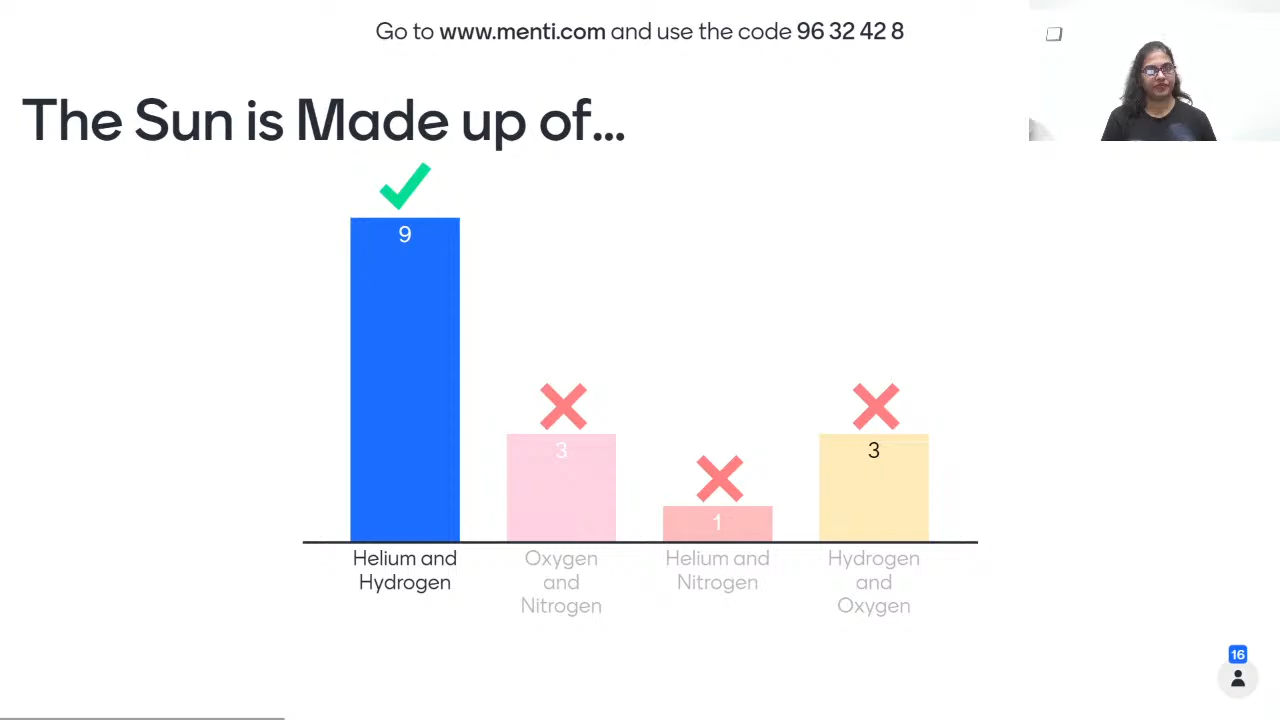 Go to www.menti.com and use the code 96 32 42 8
The Sun is Made up of...
9
3
1
3
Helium and
Hydrogen
Oxygen
and
Nitrogen
Helium and
Nitrogen
Hydrogen
and
Oxygen
16